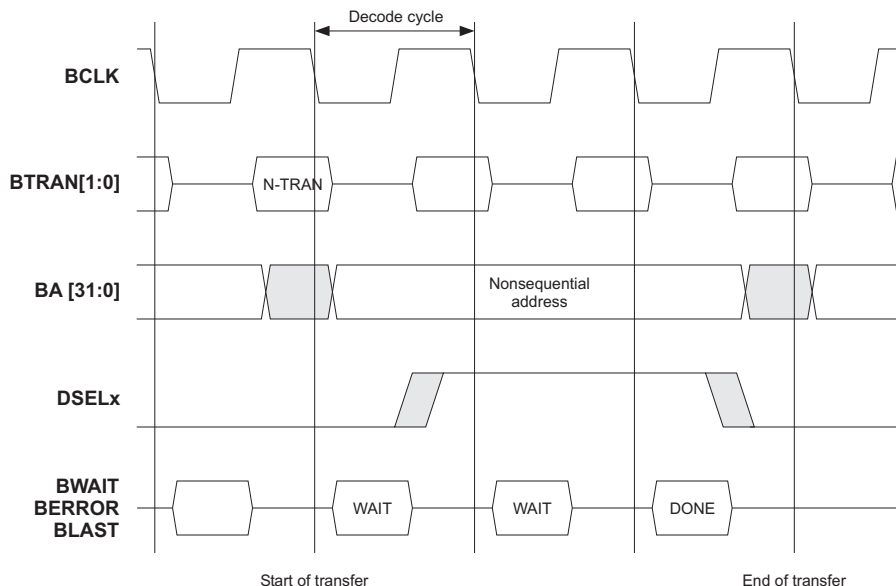 Decode cycle
BCLK
BTRAN[1:0]
N-TRAN
BA [31:0]
Nonsequential
address
DSELx
BWAIT
BERROR
BLAST
WAIT
WAIT
DONE
Start of transfer
End of transfer